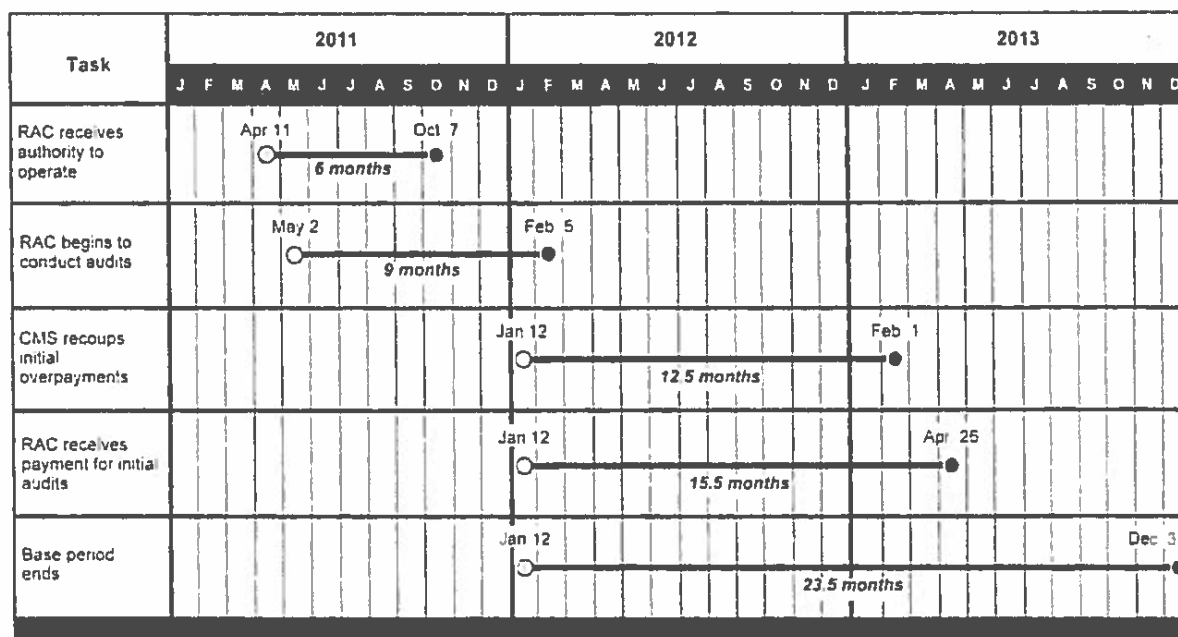 Task
2011
2012
2013
J F M A M J J A S O N D J F M A M J J A S O N D J F M A M J J A S O N D
RAC receives
authority to
operate
Apr 11
Oct 7
6 months
RAC begins to
conduct audits
May 2
Feb 5
9 months
CMS recoups
initial
overpayments
Jan 12
Feb 1
12.5 months
RAC receives
payment for initial
audits
Jan 12
Apr 25
15.5 months
Base period
ends
Jan 12
Dec 3
23.5 months